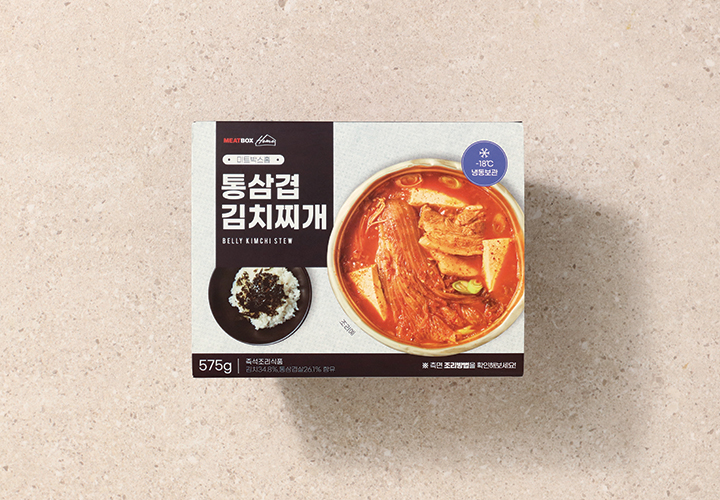 MEATBOX Home
미트박스홈
통삼겹
김치찌개
BELLY KIMCHI STEW
-18℃
냉동보관
조리예
575g
즉석조리식품
김치34.8%,통삼겹살26.1% 함유
※ 측면 조리방법을 확인해보세요!